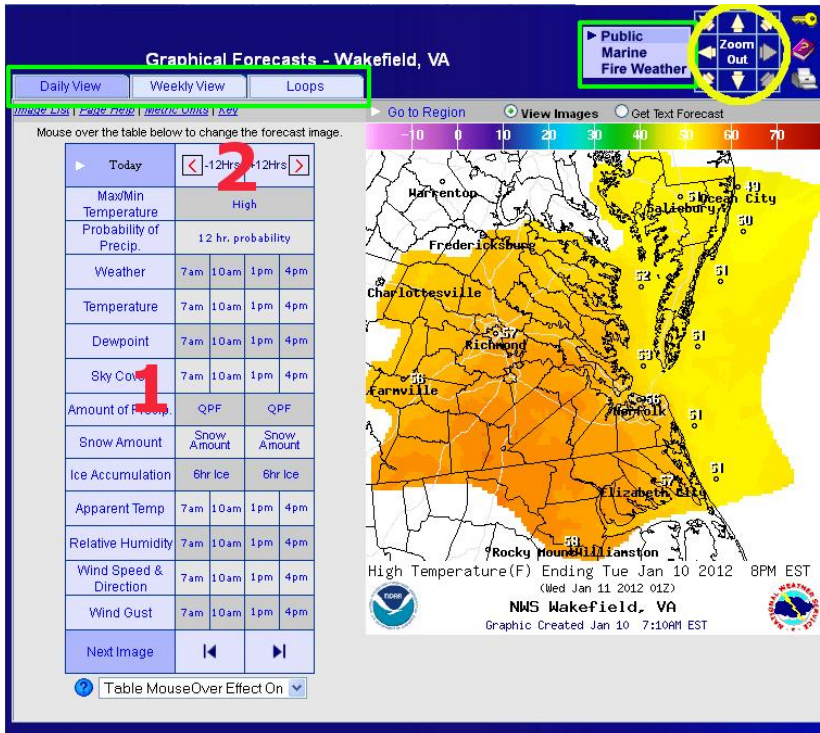 Graphical Forecasts - Wakefield, VA
Public
Marine
Fire Weather
Zoom Out
Daily View Weekly View Loops
Image List | Page Help | Metric Units | Key
Go to Region View Images Get Text Forecast
Mouse over the table below to change the forecast image.
-10 0 10 20 30 40 50 60 70
Today -12Hrs +12Hrs
2
Max/Min Temperature High
Probability of Precip. 12 hr. probability
Weather 7am 10am 1pm 4pm
Temperature 7am 10am 1pm 4pm
Dewpoint 7am 10am 1pm 4pm
Sky Cover 7am 10am 1pm 4pm
1
Amount of Precip. QPF QPF
Snow Amount Snow Amount Snow Amount
Ice Accumulation 6hr Ice 6hr Ice
Apparent Temp 7am 10am 1pm 4pm
Relative Humidity 7am 10am 1pm 4pm
Wind Speed & Direction 7am 10am 1pm 4pm
Wind Gust 7am 10am 1pm 4pm
Next Image
Table MouseOver Effect On
Warrenton
49
51 Ocean City
Salisbury
50
Fredericksburg
52 51
Charlottesville
57
Richmond
51
53
56
Farmville
56
Norfolk
51
51
57
Elizabeth City
58
Rocky Mount Williamston
High Temperature(F) Ending Tue Jan 10 2012 8PM EST
(Wed Jan 11 2012 01Z)
NWS Wakefield, VA
Graphic Created Jan 10 7:10AM EST
NOAA
NATIONAL WEATHER SERVICE